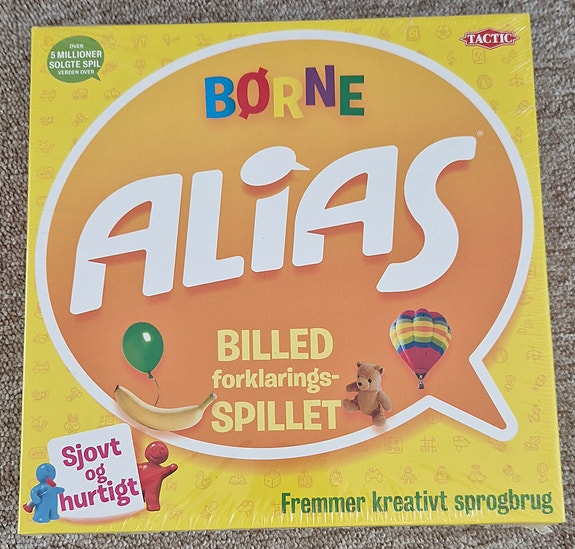 OVER
5 MILLIONER
SOLGTE SPIL
VERDEN OVER
TACTIC
BØRNE
ALiAS®
BILLED
forklarings-
SPILLET
Sjovt
og
hurtigt
Fremmer kreativt sprogbrug